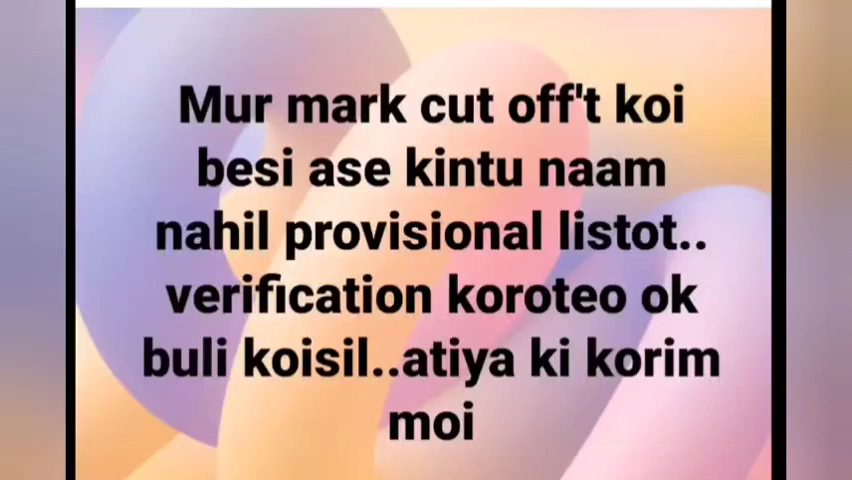 Mur mark cut off't koi
besi ase kintu naam
nahil provisional listot..
verification koroteo ok
buli koisil..atiya ki korim
moi